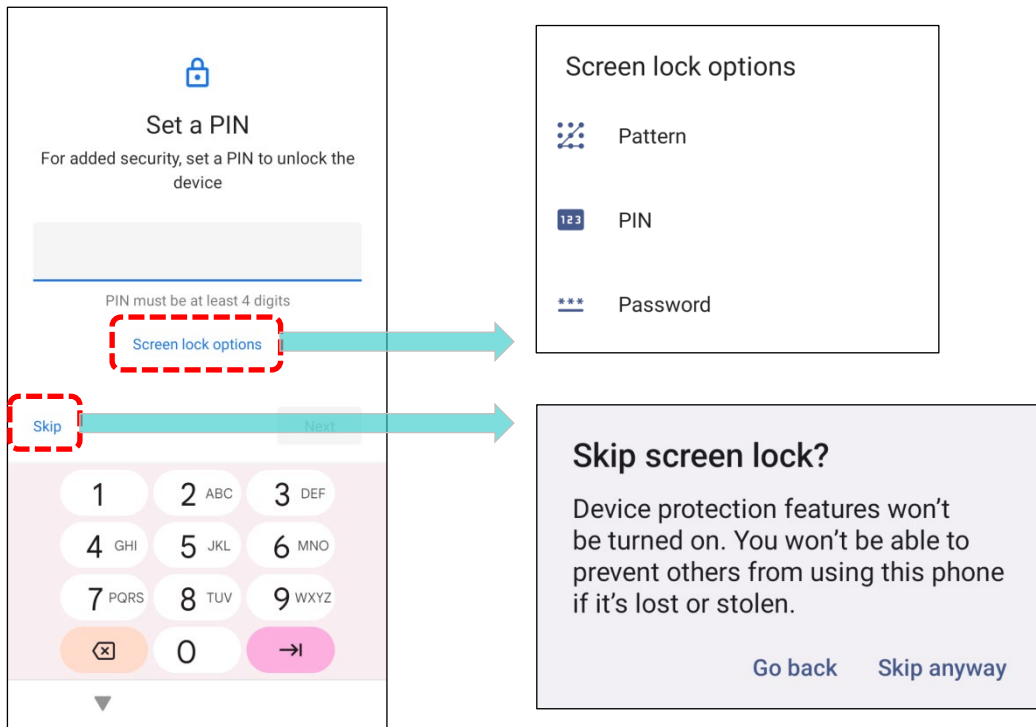 Set a PIN
For added security, set a PIN to unlock the
device
PIN must be at least 4 digits
Screen lock options
Skip
Next
1
2 ABC
3 DEF
4 GHI
5 JKL
6 MNO
7 PQRS
8 TUV
9 WXYZ
0
Screen lock options
Pattern
123
PIN
***
Password
Skip screen lock?
Device protection features won't
be turned on. You won't be able to
prevent others from using this phone
if it's lost or stolen.
Go back
Skip anyway